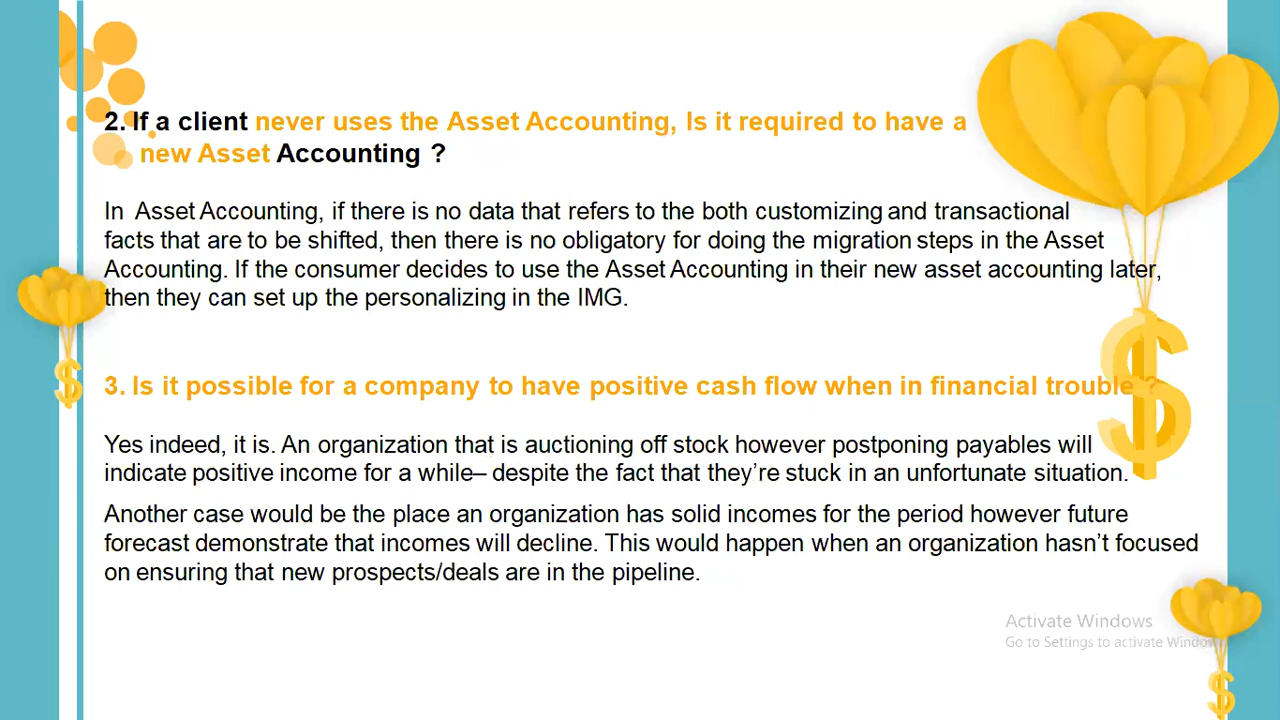 2. If a client never uses the Asset Accounting, Is it required to have a
new Asset Accounting ?
In Asset Accounting, if there is no data that refers to the both customizing and transactional
facts that are to be shifted, then there is no obligatory for doing the migration steps in the Asset
Accounting. If the consumer decides to use the Asset Accounting in their new asset accounting later,
then they can set up the personalizing in the IMG.
3. Is it possible for a company to have positive cash flow when in financial trouble ?
Yes indeed, it is. An organization that is auctioning off stock however postponing payables will
indicate positive income for a while– despite the fact that they’re stuck in an unfortunate situation.
Another case would be the place an organization has solid incomes for the period however future
forecast demonstrate that incomes will decline. This would happen when an organization hasn’t focused
on ensuring that new prospects/deals are in the pipeline.
Activate Windows
Go to Settings to activate Windows